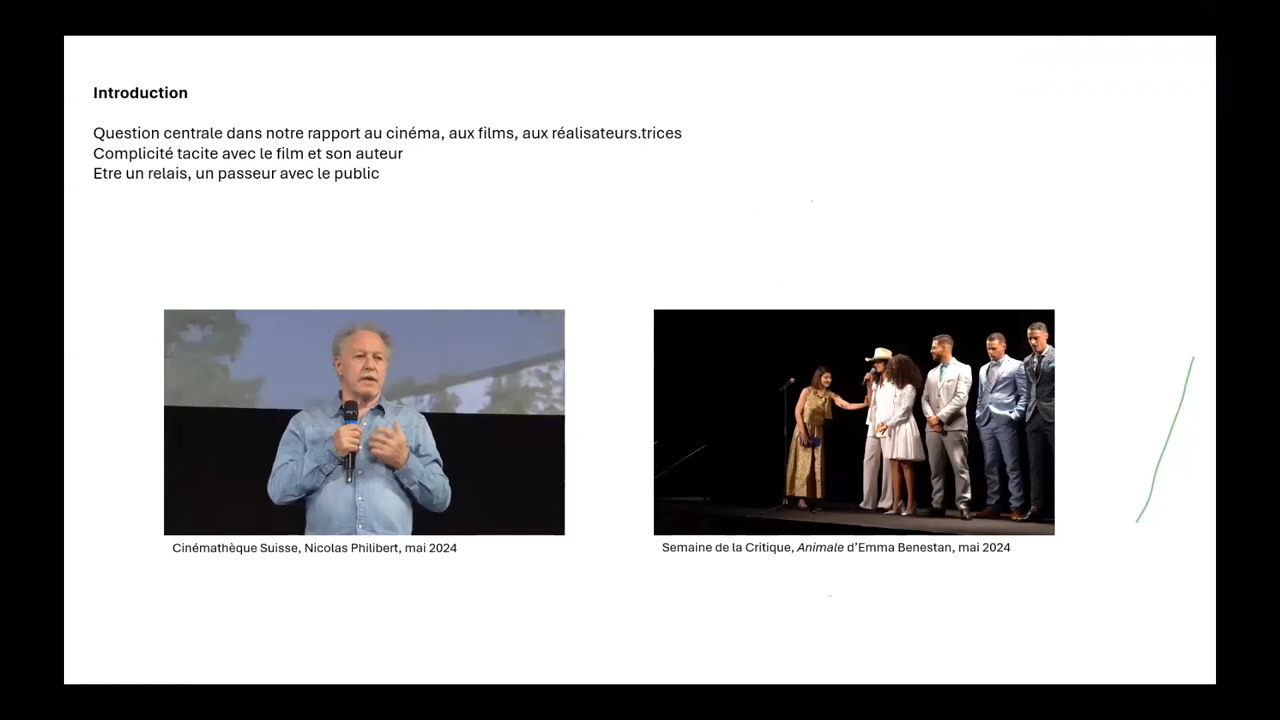 Introduction
Question centrale dans notre rapport au cinéma, aux films, aux réalisateurs.trices
Complicité tacite avec le film et son auteur
Etre un relais, un passeur avec le public
Cinémathèque Suisse, Nicolas Philibert, mai 2024
Semaine de la Critique, Animale d’Emma Benestan, mai 2024